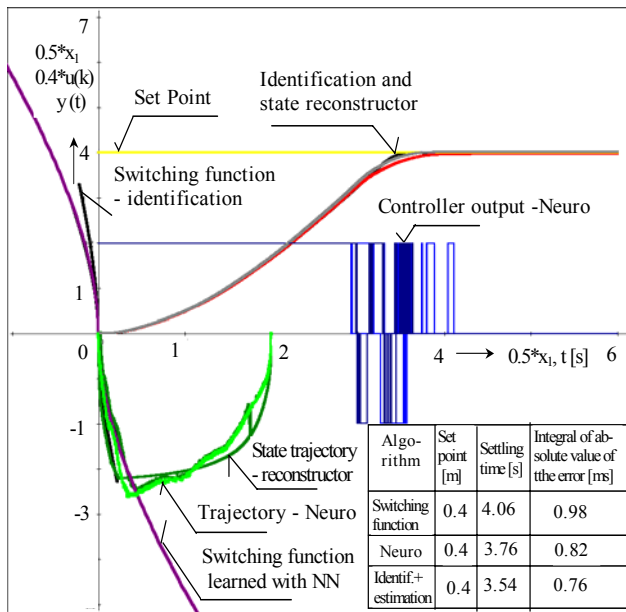 7
0.5*x₁
0.4*u(k)
y(t)
Set Point
Identification and
state reconstructor
4
Switching function
- identification
Controller output -Neuro
1
0
1
2
4
0.5*x₁, t [s]
6
-1
State trajectory
- reconstructor
-3
Trajectory - Neuro
Switching function
learned with NN
Algo-
rithm
Set
point
[m]
Settling
time [s]
Integral of ab-
solute value of
tthe error [ms]
Switching
function
0.4
4.06
0.98
Neuro
0.4
3.76
0.82
Identif.+
estimation
0.4
3.54
0.76